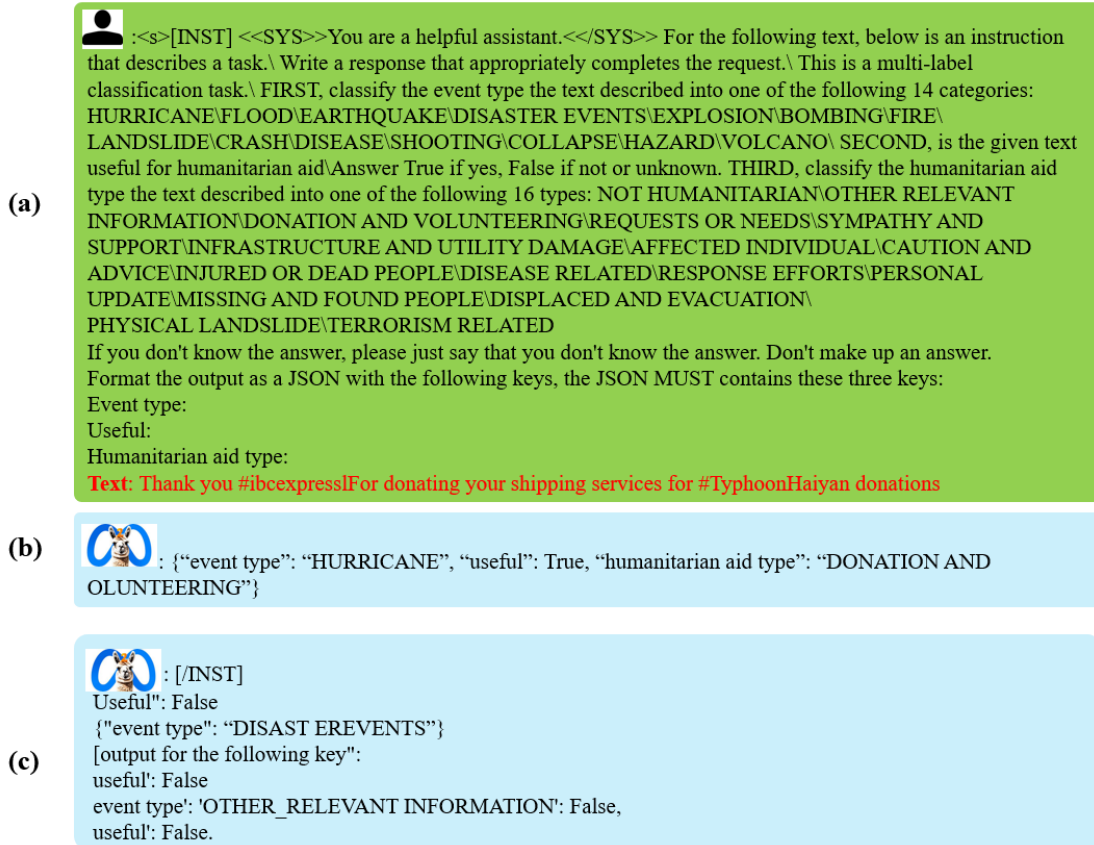 (a)
:<s>[INST] <<SYS>>You are a helpful assistant.<</SYS>> For the following text, below is an instruction
that describes a task.\ Write a response that appropriately completes the request.\ This is a multi-label
classification task.\ FIRST, classify the event type the text described into one of the following 14 categories:
HURRICANE\FLOOD\EARTHQUAKE\DISASTER EVENTS\EXPLOSION\BOMBING\FIRE\
LANDSLIDE\CRASH\DISEASE\SHOOTING\COLLAPSE\HAZARD\VOLCANO\ SECOND, is the given text
useful for humanitarian aid\Answer True if yes, False if not or unknown. THIRD, classify the humanitarian aid
type the text described into one of the following 16 types: NOT HUMANITARIAN\OTHER RELEVANT
INFORMATION\DONATION AND VOLUNTEERING\REQUESTS OR NEEDS\SYMPATHY AND
SUPPORT\INFRASTRUCTURE AND UTILITY DAMAGE\AFFECTED INDIVIDUAL\CAUTION AND
ADVICE\INJURED OR DEAD PEOPLE\DISEASE RELATED\RESPONSE EFFORTS\PERSONAL
UPDATE\MISSING AND FOUND PEOPLE\DISPLACED AND EVACUATION\
PHYSICAL LANDSLIDE\TERRORISM RELATED
If you don't know the answer, please just say that you don't know the answer. Don't make up an answer.
Format the output as a JSON with the following keys, the JSON MUST contains these three keys:
Event type:
Useful:
Humanitarian aid type:
Text: Thank you #ibcexpresslFor donating your shipping services for #TyphoonHaiyan donations
(b)
: {“event type”: “HURRICANE”, “useful”: True, “humanitarian aid type”: “DONATION AND
OLUNTEERING”}
(c)
: [/INST]
Useful": False
{"event type": “DISAST EREVENTS”}
[output for the following key":
useful': False
event type': 'OTHER_RELEVANT INFORMATION': False,
useful': False.